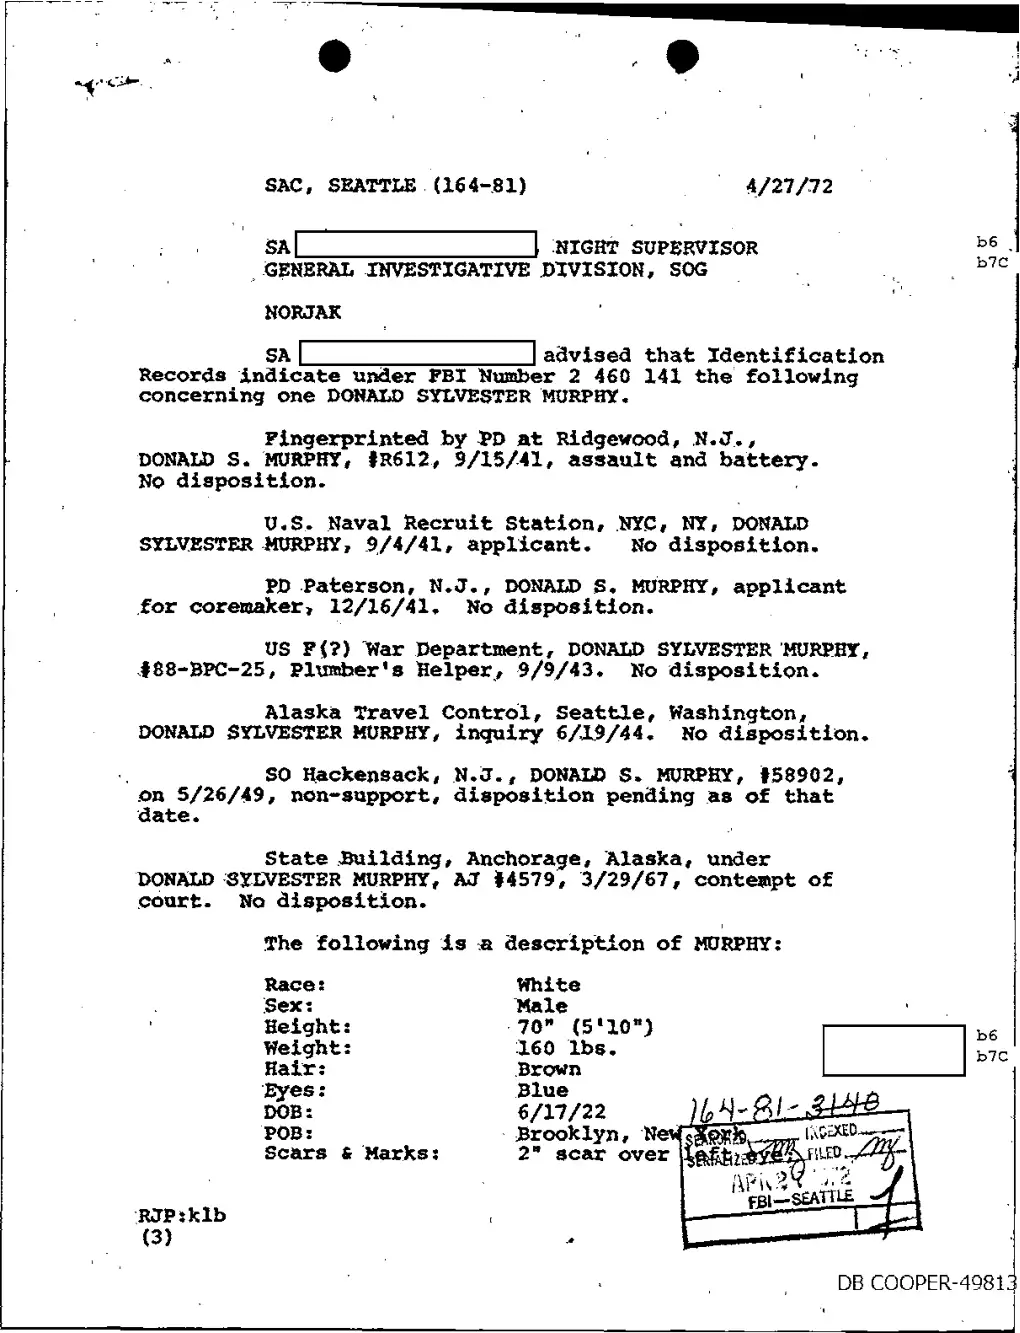 SAC, SEATTLE (164-81) 4/27/72
SA , NIGHT SUPERVISOR
b6
GENERAL INVESTIGATIVE DIVISION, SOG
b7C
NORJAK
SA advised that Identification
Records indicate under FBI Number 2 460 141 the following
concerning one DONALD SYLVESTER MURPHY.
Fingerprinted by PD at Ridgewood, N.J.,
DONALD S. MURPHY, #R612, 9/15/41, assault and battery.
No disposition.
U.S. Naval Recruit Station, NYC, NY, DONALD
SYLVESTER MURPHY, 9/4/41, applicant. No disposition.
PD Paterson, N.J., DONALD S. MURPHY, applicant
for coremaker, 12/16/41. No disposition.
US F(?) War Department, DONALD SYLVESTER MURPHY,
#88-BPC-25, Plumber's Helper, 9/9/43. No disposition.
Alaska Travel Control, Seattle, Washington,
DONALD SYLVESTER MURPHY, inquiry 6/19/44. No disposition.
SO Hackensack, N.J., DONALD S. MURPHY, #58902,
on 5/26/49, non-support, disposition pending as of that
date.
State Building, Anchorage, Alaska, under
DONALD SYLVESTER MURPHY, AJ #4579, 3/29/67, contempt of
court. No disposition.
The following is a description of MURPHY:
Race: White
Sex: Male
Height: 70" (5'10")
Weight: 160 lbs.
Hair: Brown
Eyes: Blue
DOB: 6/17/22
POB: Brooklyn, New York
Scars & Marks: 2" scar over left eye.
b6
b7C
164-81-3148
SEARCHED INDEXED
SERIALIZED FILED
APR 29 1972
FBI—SEATTLE
RJP:klb
(3)
DB COOPER-49813